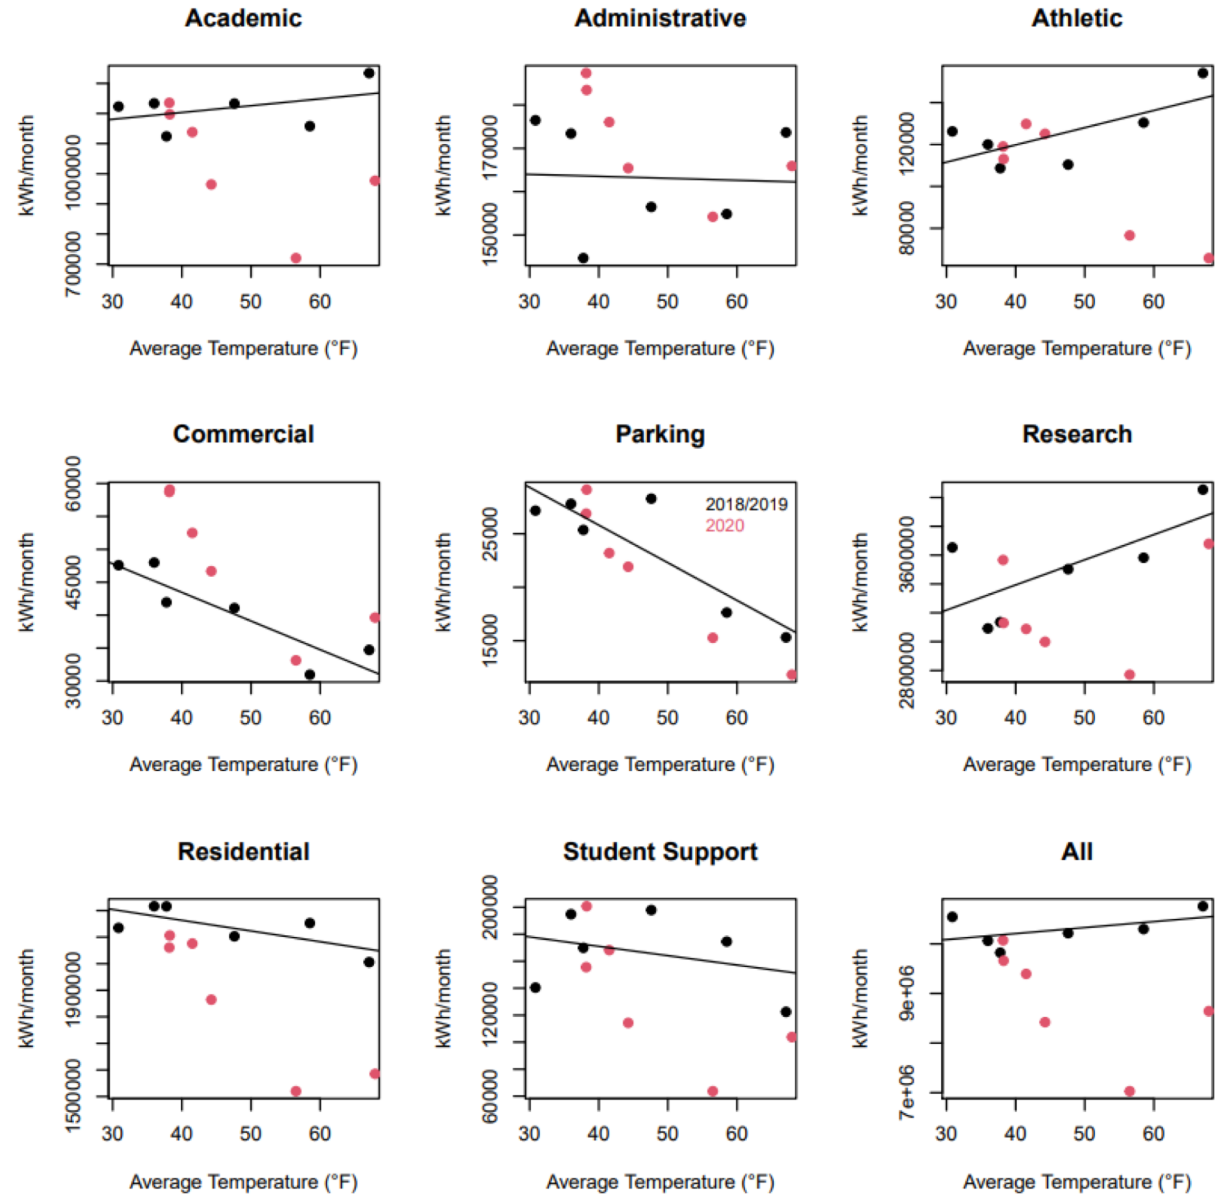 Academic
kWh/month
700000 1000000
30 40 50 60
Average Temperature (°F)
Administrative
kWh/month
150000 170000
30 40 50 60
Average Temperature (°F)
Athletic
kWh/month
80000 120000
30 40 50 60
Average Temperature (°F)
Commercial
kWh/month
30000 45000 60000
30 40 50 60
Average Temperature (°F)
Parking
kWh/month
15000 25000
2018/2019
2020
30 40 50 60
Average Temperature (°F)
Research
kWh/month
2800000 3600000
30 40 50 60
Average Temperature (°F)
Residential
kWh/month
1500000 1900000
30 40 50 60
Average Temperature (°F)
Student Support
kWh/month
60000 120000 200000
30 40 50 60
Average Temperature (°F)
All
kWh/month
7e+06 9e+06
30 40 50 60
Average Temperature (°F)